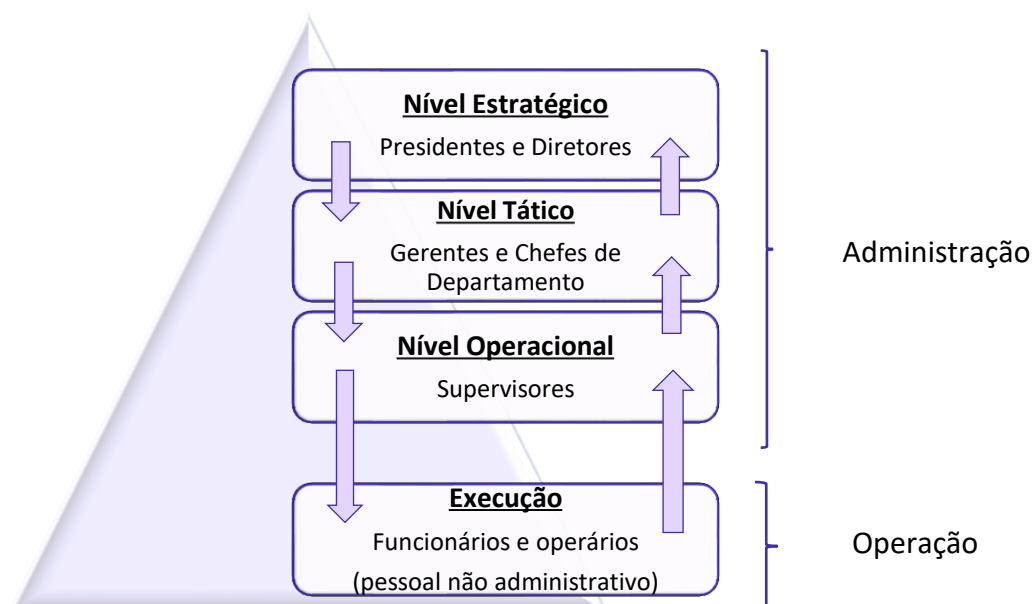 Nível Estratégico
Presidentes e Diretores
Nível Tático
Gerentes e Chefes de
Departamento
Nível Operacional
Supervisores
Administração
Execução
Funcionários e operários
(pessoal não administrativo)
Operação